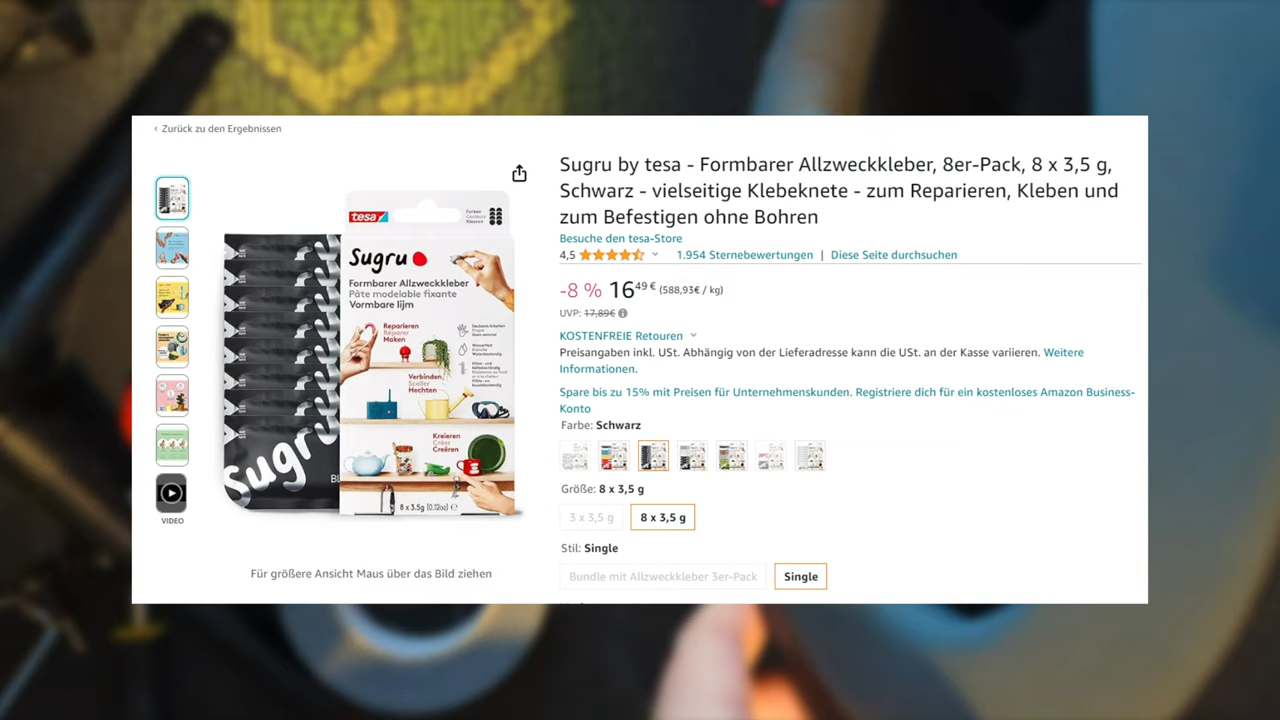 ‹ Zurück zu den Ergebnissen
Sugru by tesa - Formbarer Allzweckkleber, 8er-Pack, 8 x 3,5 g,
Schwarz - vielseitige Klebeknete - zum Reparieren, Kleben und
zum Befestigen ohne Bohren
Besuche den tesa-Store
4,5
1.954 Sternebewertungen | Diese Seite durchsuchen
-8 % 16⁴⁹ € (588,93€ / kg)
UVP: 17,89€
KOSTENFREIE Retouren
Preisangaben inkl. USt. Abhängig von der Lieferadresse kann die USt. an der Kasse variieren. Weitere
Informationen.
Spare bis zu 15% mit Preisen für Unternehmenskunden. Registriere dich für ein kostenloses Amazon Business-
Konto
Farbe: Schwarz
Größe: 8 x 3,5 g
3 x 3,5 g
8 x 3,5 g
Stil: Single
Bundle mit Allzweckkleber 3er-Pack
Single
VIDEO
tesa
Farben
Couleurs
Kleuren
Sugru
Formbarer Allzweckkleber
Pâte modelable fixante
Vormbare lijm
Reparieren
Réparer
Maken
Verbinden
Sceller
Hechten
Kreieren
Créer
Creëren
8 x 3.5g (0.12oz) ℮
Sugru
Für größere Ansicht Maus über das Bild ziehen